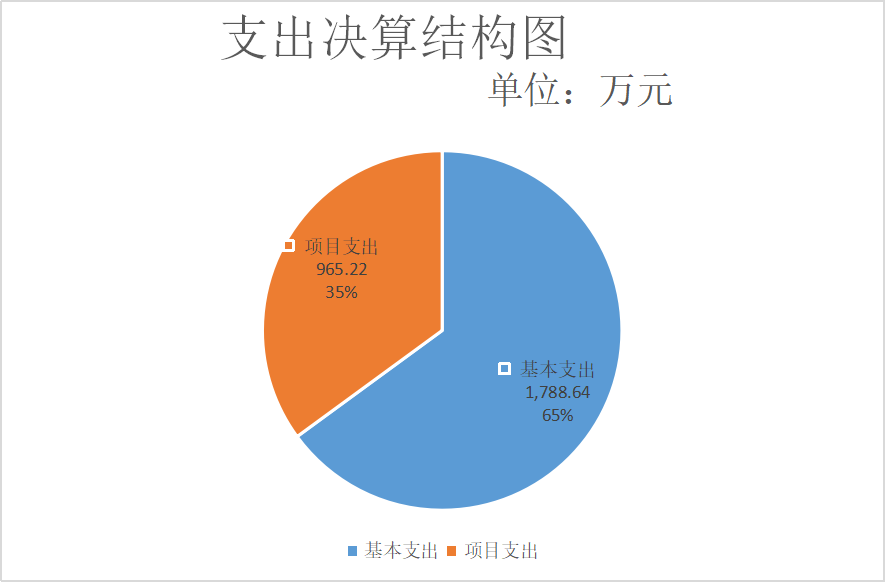 支出决算结构图
单位：万元
项目支出
965.22
35%
基本支出
1,788.64
65%
基本支出 项目支出